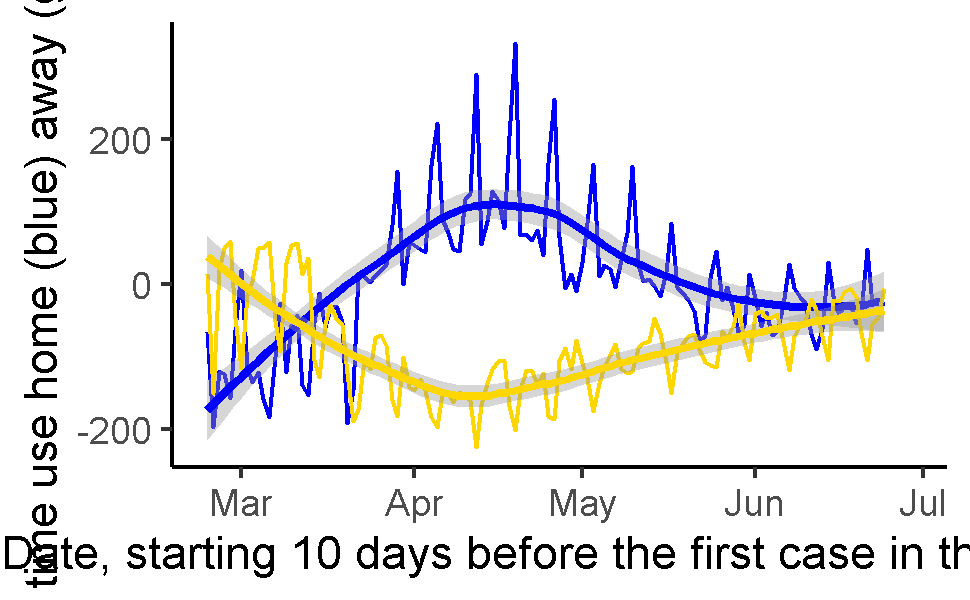 time use home (blue) away (
200
0
-200
Mar Apr May Jun Jul
Date, starting 10 days before the first case in th